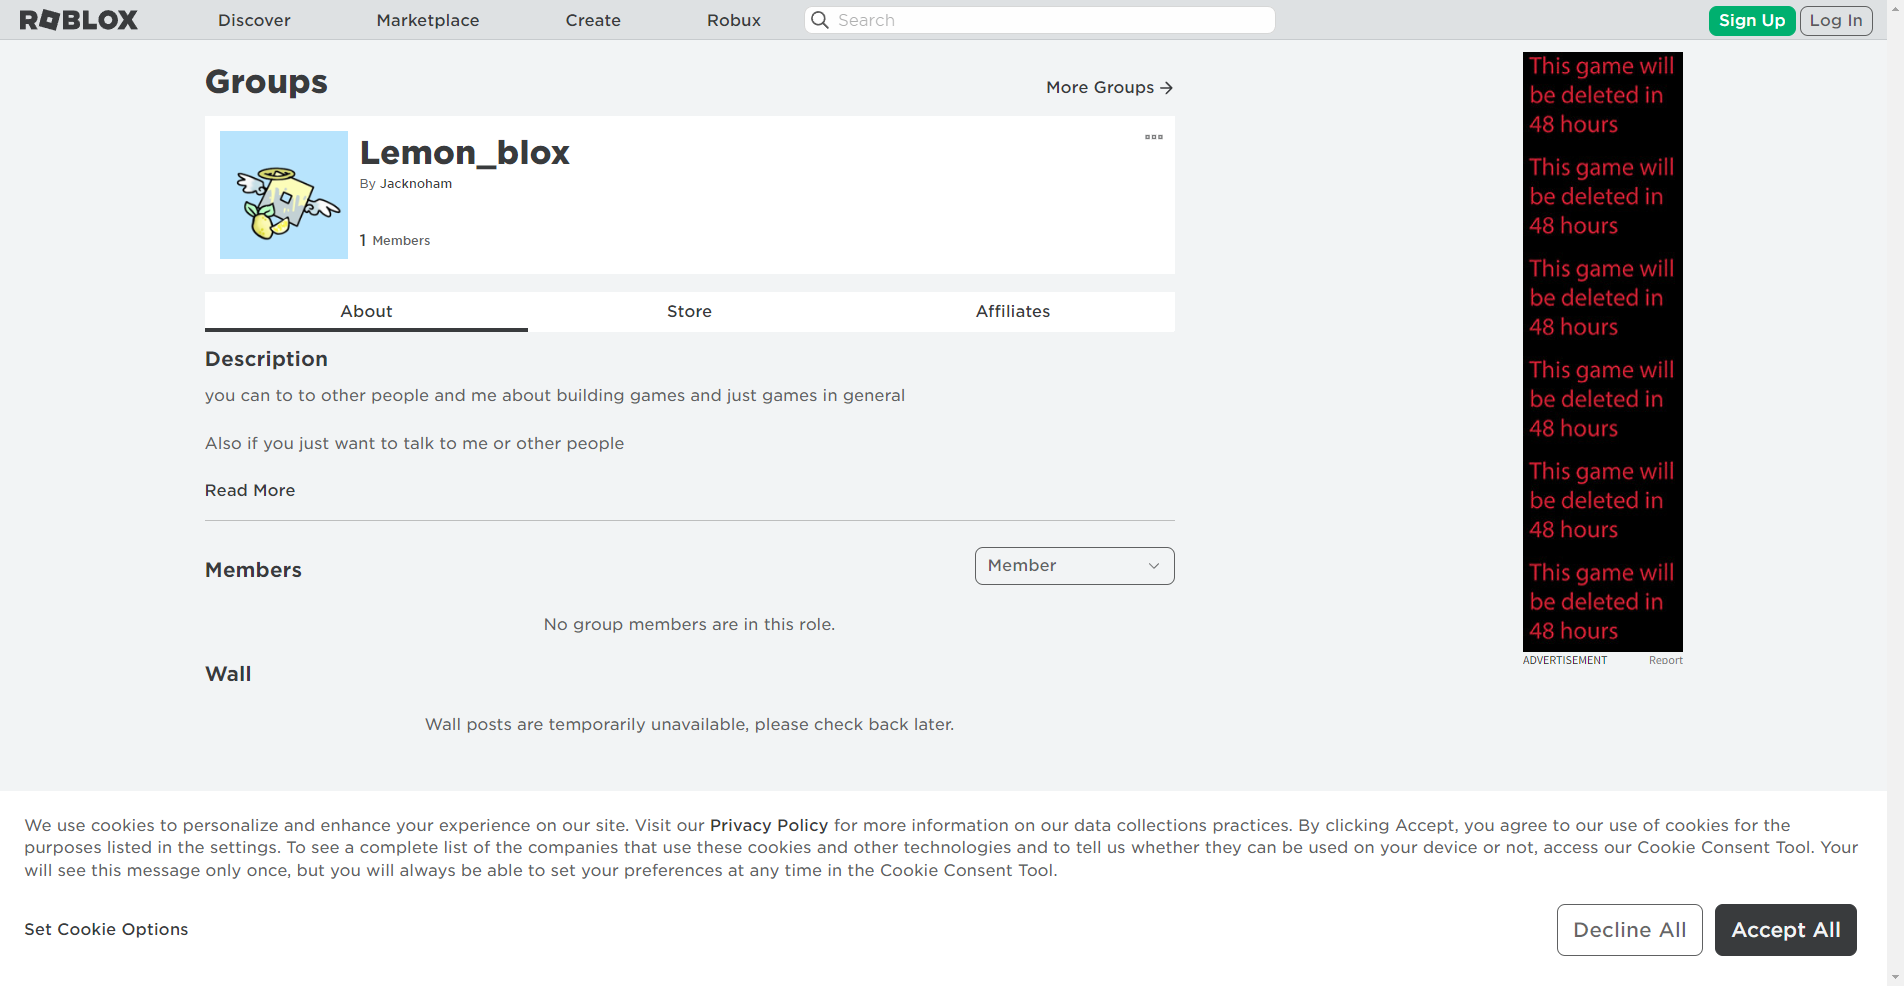 ROBLOX
Discover
Marketplace
Create
Robux
Search
Sign Up
Log In
Groups
More Groups
Lemon_blox
By Jacknoham
1 Members
About
Store
Affiliates
Description
you can to to other people and me about building games and just games in general
Also if you just want to talk to me or other people
Read More
Members
Member
No group members are in this role.
Wall
Wall posts are temporarily unavailable, please check back later.
This game will
be deleted in
48 hours
This game will
be deleted in
48 hours
This game will
be deleted in
48 hours
This game will
be deleted in
48 hours
This game will
be deleted in
48 hours
This game will
be deleted in
48 hours
ADVERTISEMENT
Report
We use cookies to personalize and enhance your experience on our site. Visit our Privacy Policy for more information on our data collections practices. By clicking Accept, you agree to our use of cookies for the
purposes listed in the settings. To see a complete list of the companies that use these cookies and other technologies and to tell us whether they can be used on your device or not, access our Cookie Consent Tool. Your
will see this message only once, but you will always be able to set your preferences at any time in the Cookie Consent Tool.
Set Cookie Options
Decline All
Accept All